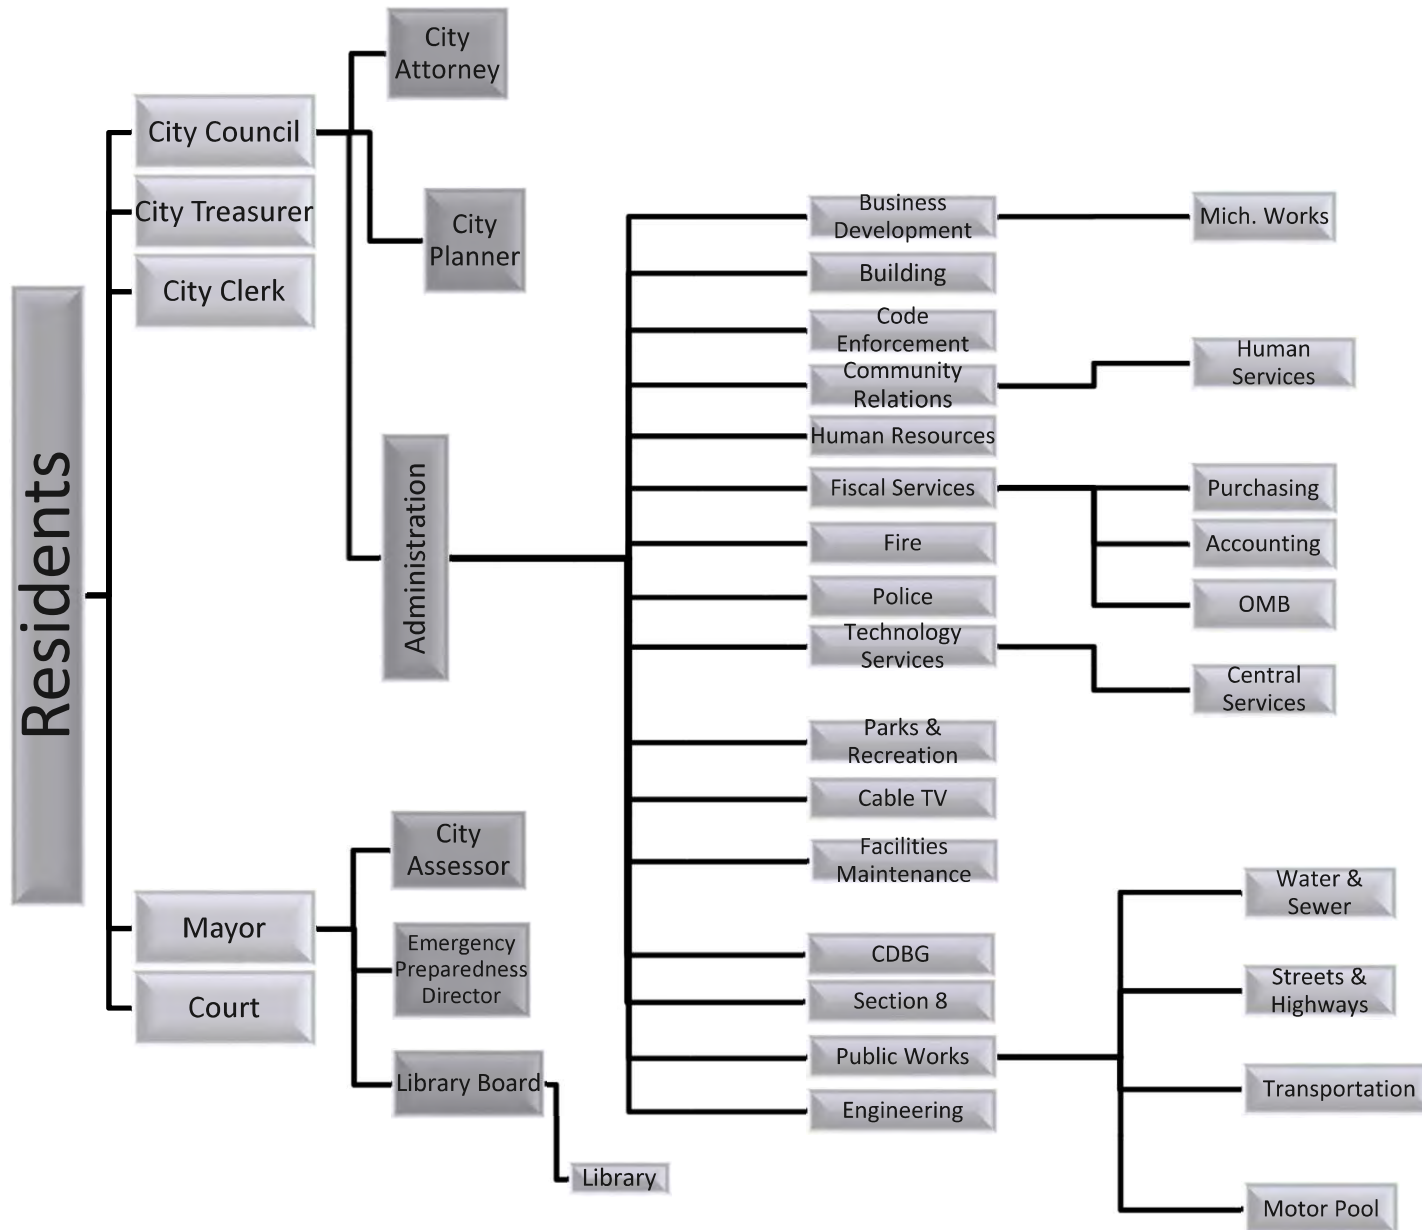 Residents
City Council
City Treasurer
City Clerk
Mayor
Court
City
Attorney
City
Planner
Administration
City
Assessor
Emergency
Preparedness
Director
Library Board
Library
Business
Development
Building
Code
Enforcement
Community
Relations
Human Resources
Fiscal Services
Fire
Police
Technology
Services
Parks &
Recreation
Cable TV
Facilities
Maintenance
CDBG
Section 8
Public Works
Engineering
Mich. Works
Human
Services
Purchasing
Accounting
OMB
Central
Services
Water &
Sewer
Streets &
Highways
Transportation
Motor Pool